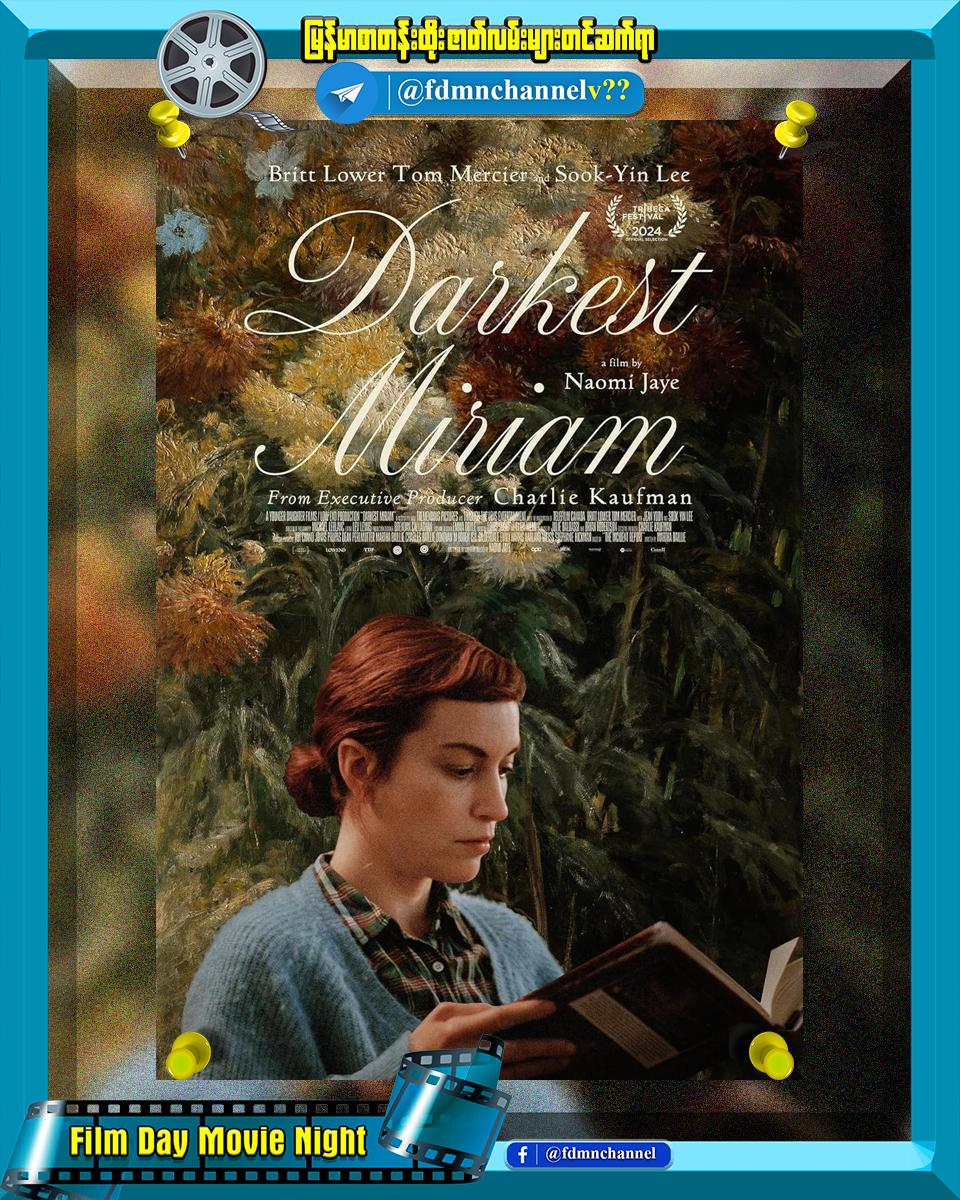 မြန်မာစာတန်းထိုးဇာတ်လမ်းများတင်ဆက်ရာ
@fdmnchannelv??
Britt Lower Tom Mercier and Sook-Yin Lee
TRIBECA
FESTIVAL
2024
OFFICIAL SELECTION
Darkest
a film by
Naomi Jaye
Miriam
From Executive Producer Charlie Kaufman
Film Day Movie Night
@fdmnchannel